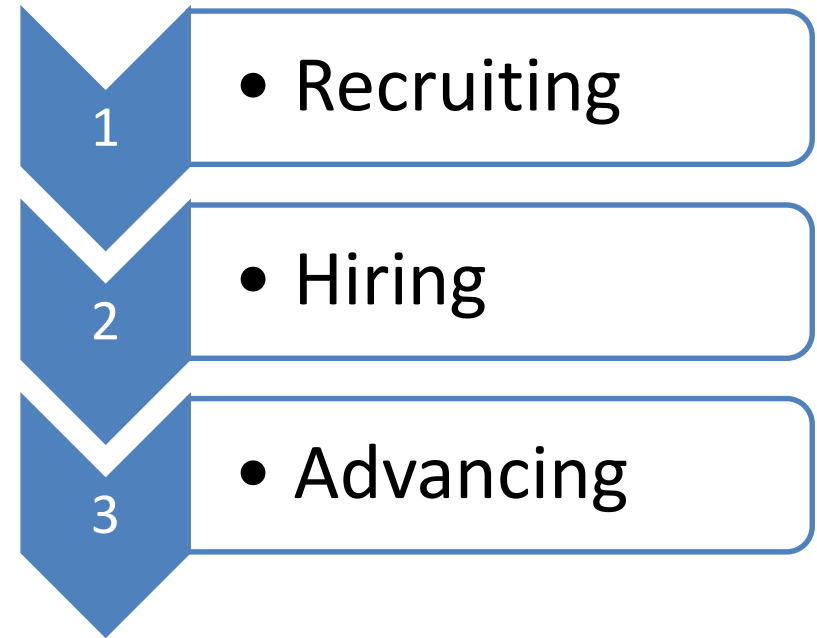 1
• Recruiting
2
• Hiring
3
• Advancing